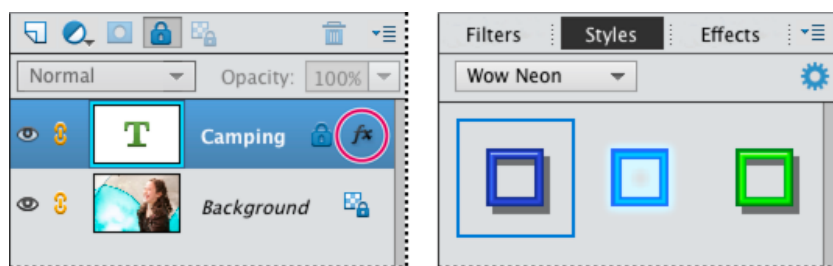 Normal Opacity: 100%
T Camping fx
Background
Filters Styles Effects
Wow Neon